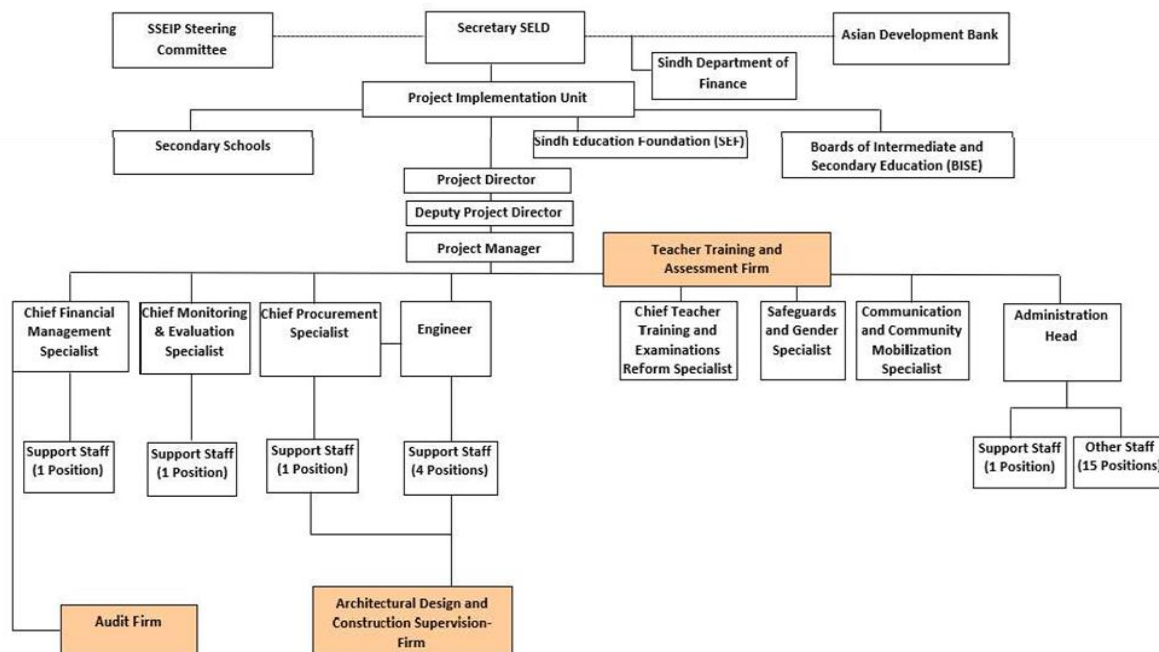 SSEIP Steering
Committee
Secretary SELD
Asian Development Bank
Sindh Department of
Finance
Project Implementation Unit
Secondary Schools
Sindh Education Foundation (SEF)
Boards of Intermediate and
Secondary Education (BISE)
Project Director
Deputy Project Director
Project Manager
Teacher Training and
Assessment Firm
Chief Financial
Management
Specialist
Chief Monitoring
& Evaluation
Specialist
Chief Procurement
Specialist
Engineer
Chief Teacher
Training and
Examinations
Reform Specialist
Safeguards
and Gender
Specialist
Communication
and Community
Mobilization
Specialist
Administration
Head
Support Staff
(1 Position)
Support Staff
(1 Position)
Support Staff
(1 Position)
Support Staff
(4 Positions)
Support Staff
(1 Position)
Other Staff
(15 Positions)
Audit Firm
Architectural Design and
Construction Supervision-
Firm